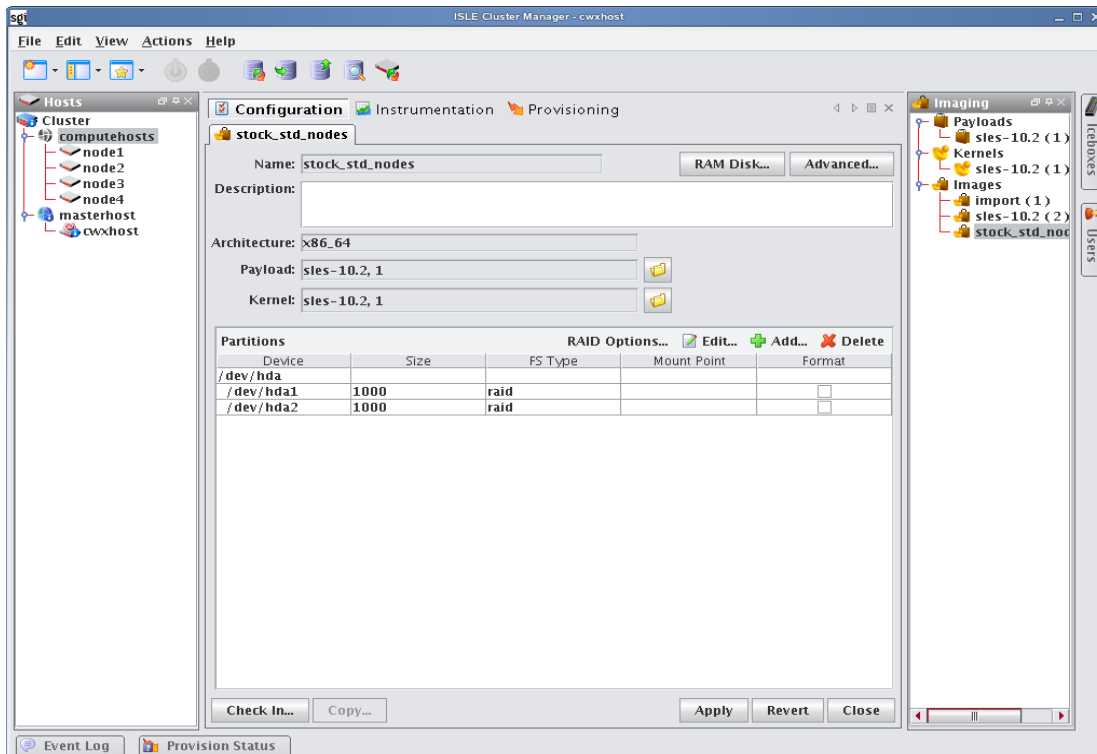 sgi
ISLE Cluster Manager - cwxhost
File Edit View Actions Help
Hosts
Cluster
computehosts
node1
node2
node3
node4
masterhost
cwxhost
Configuration Instrumentation Provisioning
stock_std_nodes
Name: stock_std_nodes RAM Disk... Advanced...
Description:
Architecture: x86_64
Payload: sles-10.2, 1
Kernel: sles-10.2, 1
Partitions RAID Options... Edit... Add... Delete
Device Size FS Type Mount Point Format
/dev/hda
/dev/hda1 1000 raid
/dev/hda2 1000 raid
Check In... Copy... Apply Revert Close
Imaging
Payloads
sles-10.2 (1)
Kernels
sles-10.2 (1)
Images
import (1)
sles-10.2 (2)
stock_std_noc
Iceboxes
Users
Event Log Provision Status